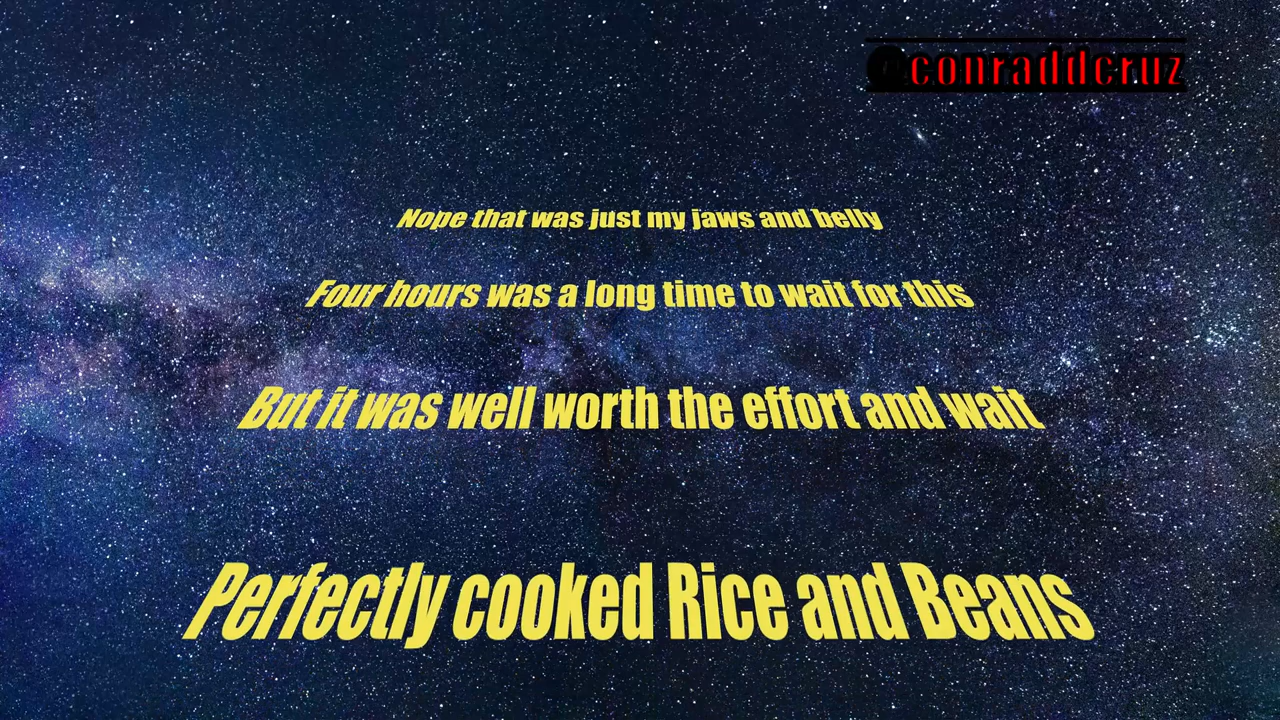 @conraddcruz
Nope that was just my jaws and belly
Four hours was a long time to wait for this
But it was well worth the effort and wait
Perfectly cooked Rice and Beans